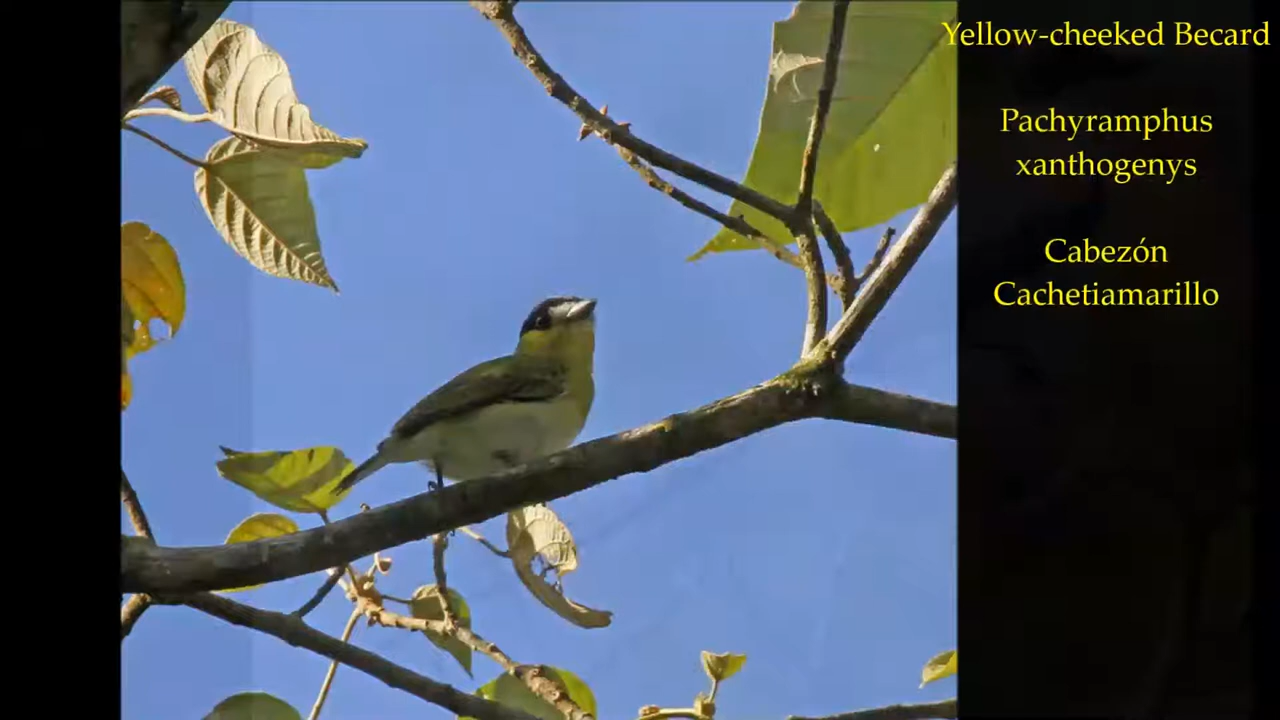 Yellow-cheeked Becard
Pachyramphus
xanthogenys
Cabezón
Cachetiamarillo